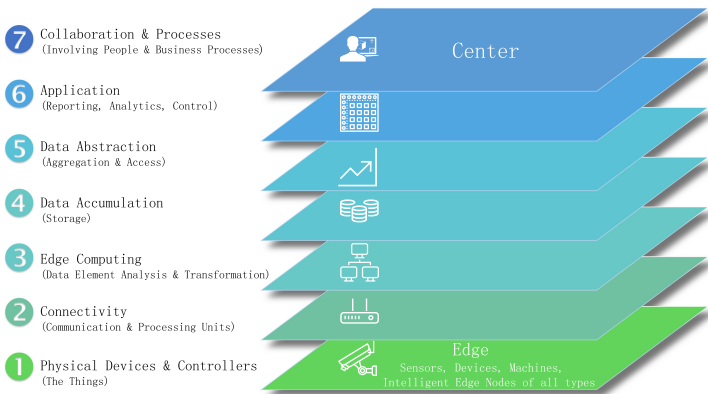 7 Collaboration & Processes
(Involving People & Business Processes)
Center
6 Application
(Reporting, Analytics, Control)
5 Data Abstraction
(Aggregation & Access)
4 Data Accumulation
(Storage)
3 Edge Computing
(Data Element Analysis & Transformation)
2 Connectivity
(Communication & Processing Units)
1 Physical Devices & Controllers
(The Things)
Edge
Sensors, Devices, Machines,
Intelligent Edge Nodes of all types